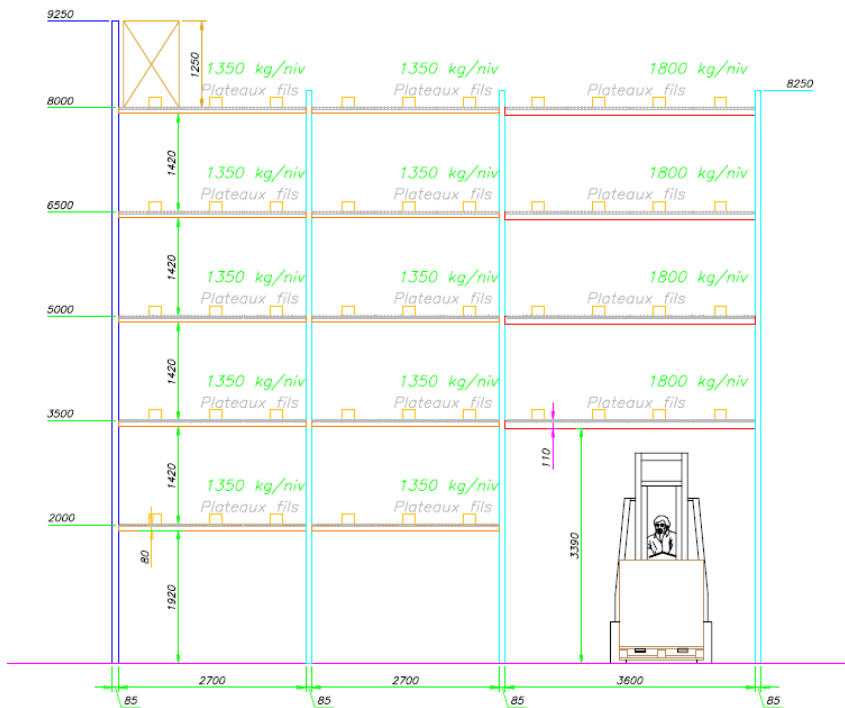 9250
1250
1350 kg/niv 1350 kg/niv 1800 kg/niv
Plateaux fils Plateaux fils Plateaux fils
8250
8000
1420
1350 kg/niv 1350 kg/niv 1800 kg/niv
Plateaux fils Plateaux fils Plateaux fils
6500
1420
1350 kg/niv 1350 kg/niv 1800 kg/niv
Plateaux fils Plateaux fils Plateaux fils
5000
1420
1350 kg/niv 1350 kg/niv 1800 kg/niv
Plateaux fils Plateaux fils Plateaux fils
3500
110
1420
1350 kg/niv 1350 kg/niv
Plateaux fils Plateaux fils
2000
80
1920
3390
2700 2700 3600
85 85 85 85